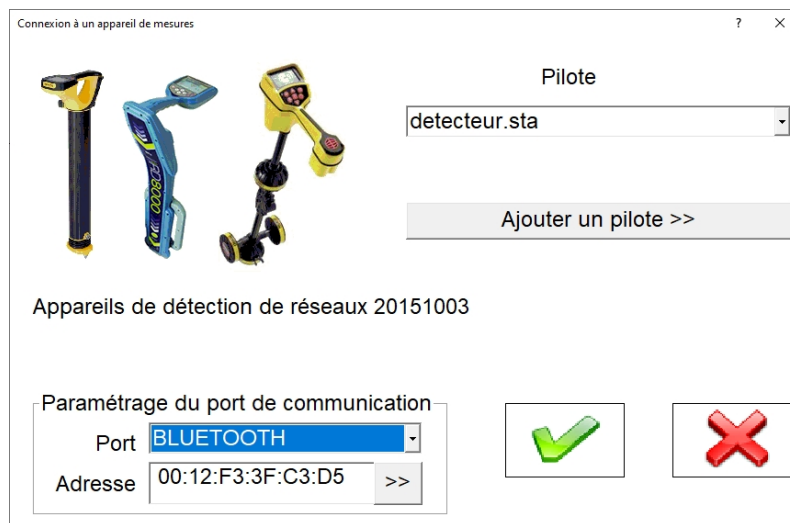 Connexion à un appareil de mesures
?
Pilote
detecteur.sta
Ajouter un pilote >>
RD8000
Appareils de détection de réseaux 20151003
Paramétrage du port de communication
Port
BLUETOOTH
Adresse
00:12:F3:3F:C3:D5
>>